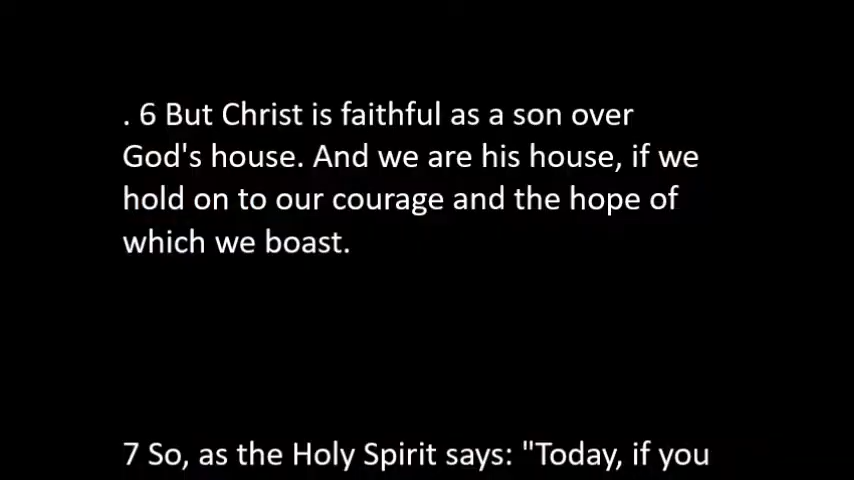 . 6 But Christ is faithful as a son over
God's house. And we are his house, if we
hold on to our courage and the hope of
which we boast.
7 So, as the Holy Spirit says: "Today, if you